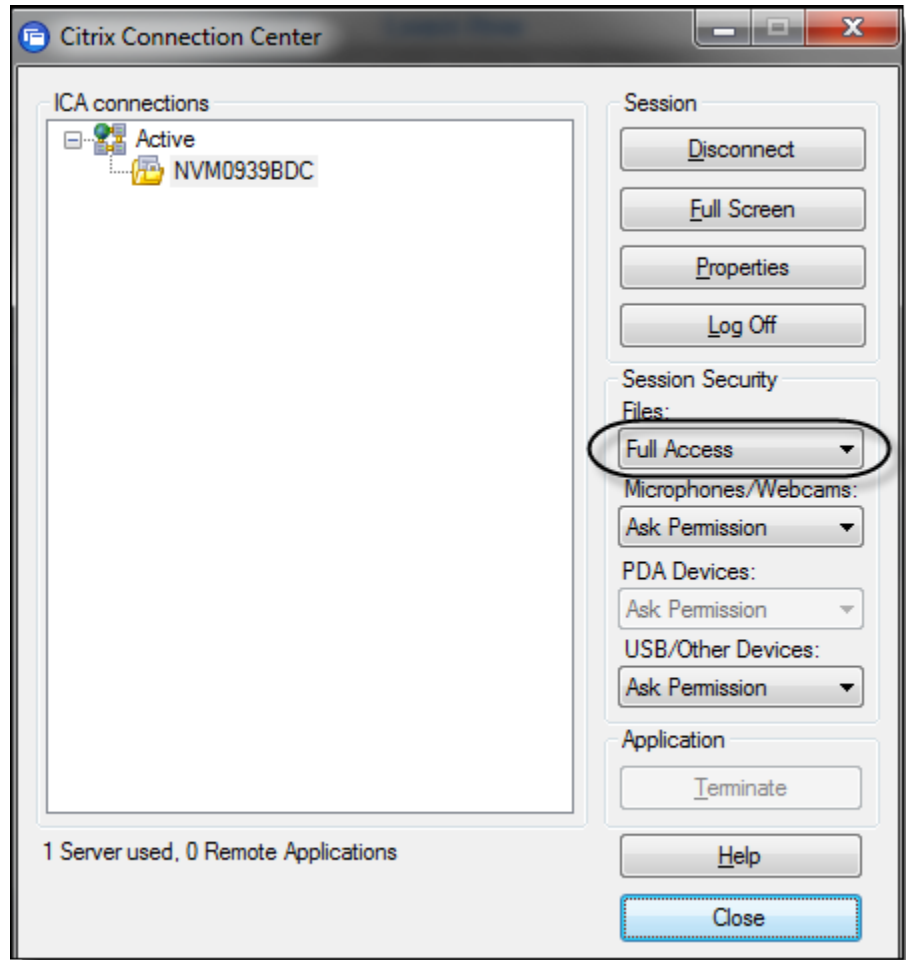 Citrix Connection Center
ICA connections
Active
NVM0939BDC
1 Server used, 0 Remote Applications
Session
Disconnect
Full Screen
Properties
Log Off
Session Security
Files:
Full Access
Microphones/Webcams:
Ask Permission
PDA Devices:
Ask Permission
USB/Other Devices:
Ask Permission
Application
Terminate
Help
Close